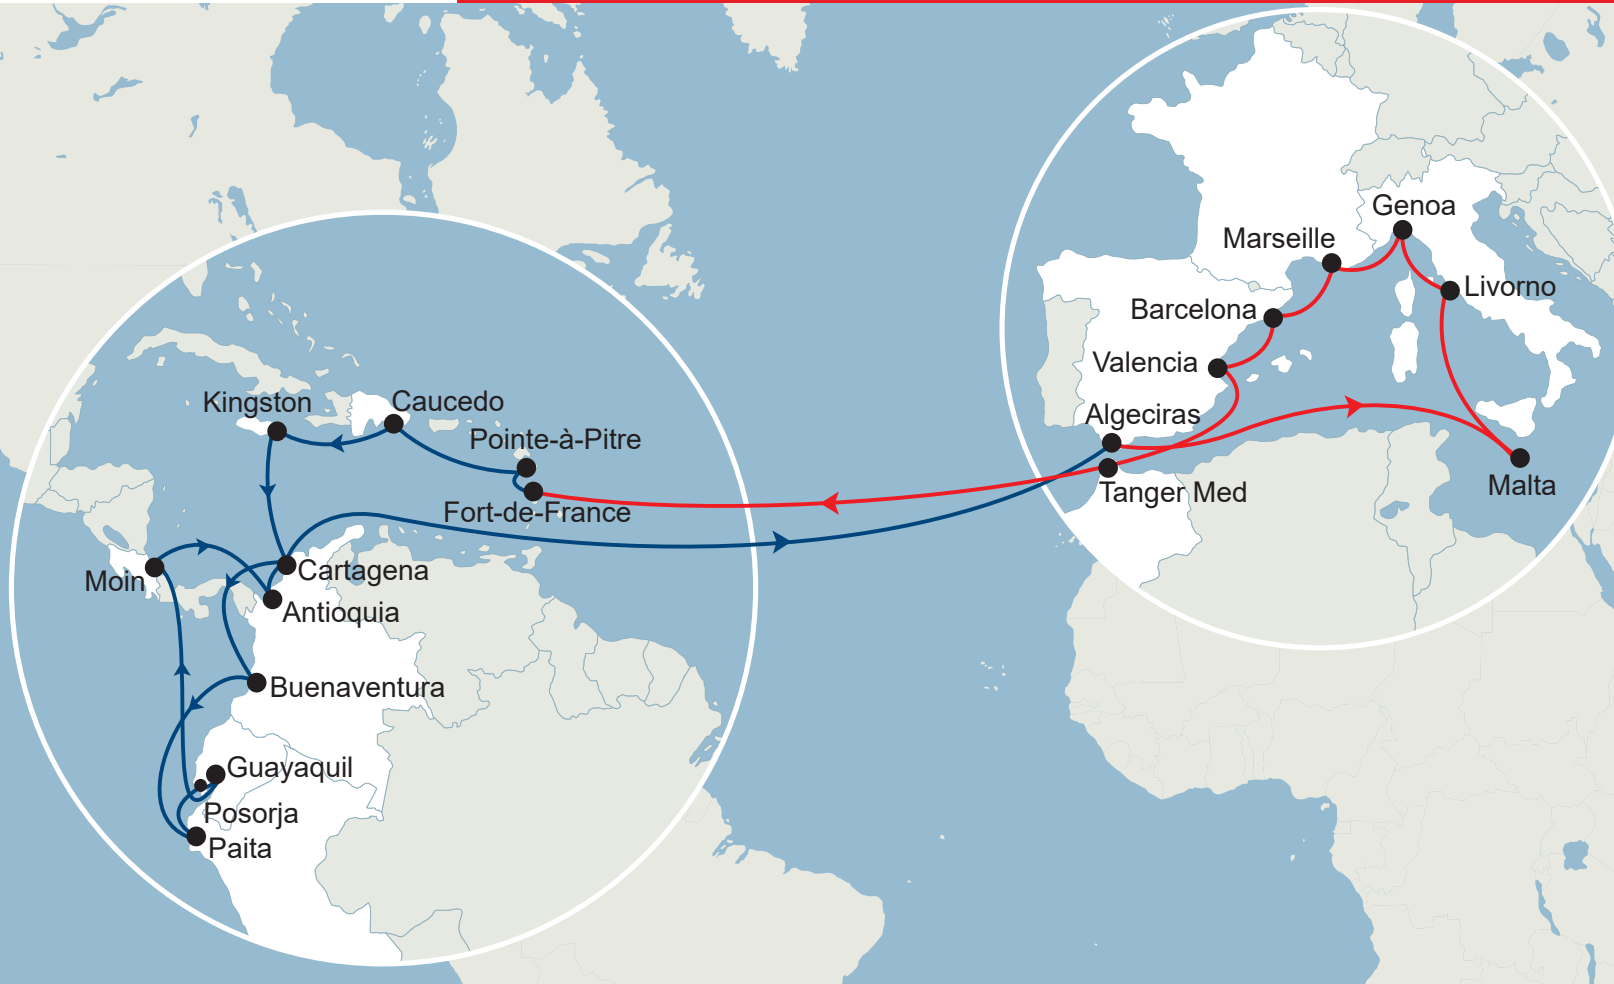 Genoa
Marseille
Livorno
Barcelona
Valencia
Kingston
Caucedo
Algeciras
Pointe-à-Pitre
Malta
Tanger Med
Fort-de-France
Cartagena
Moin
Antioquia
Buenaventura
Guayaquil
Posorja
Paita